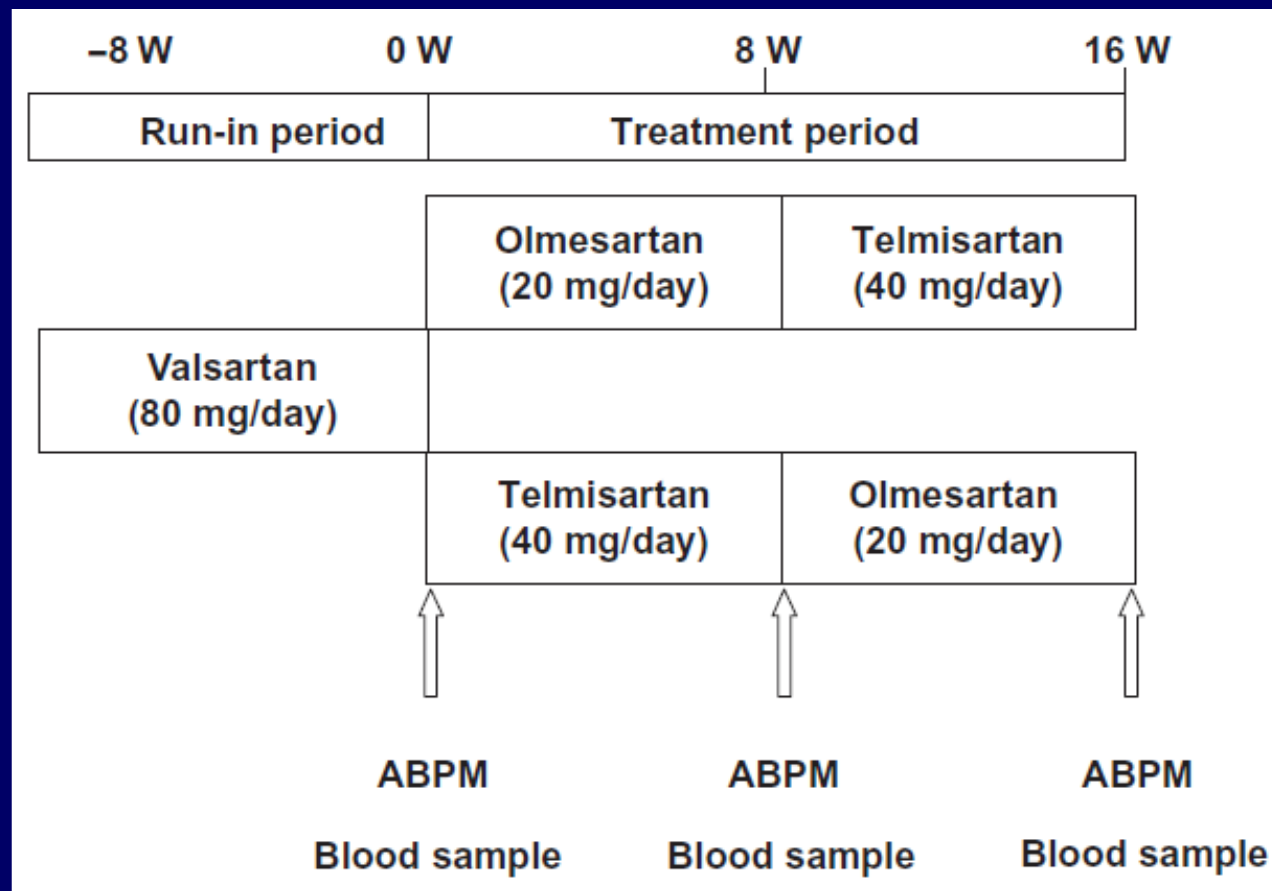 –8 W 0 W 8 W 16 W
Run-in period Treatment period
Olmesartan Telmisartan
(20 mg/day) (40 mg/day)
Valsartan
(80 mg/day)
Telmisartan Olmesartan
(40 mg/day) (20 mg/day)
ABPM ABPM ABPM
Blood sample Blood sample Blood sample